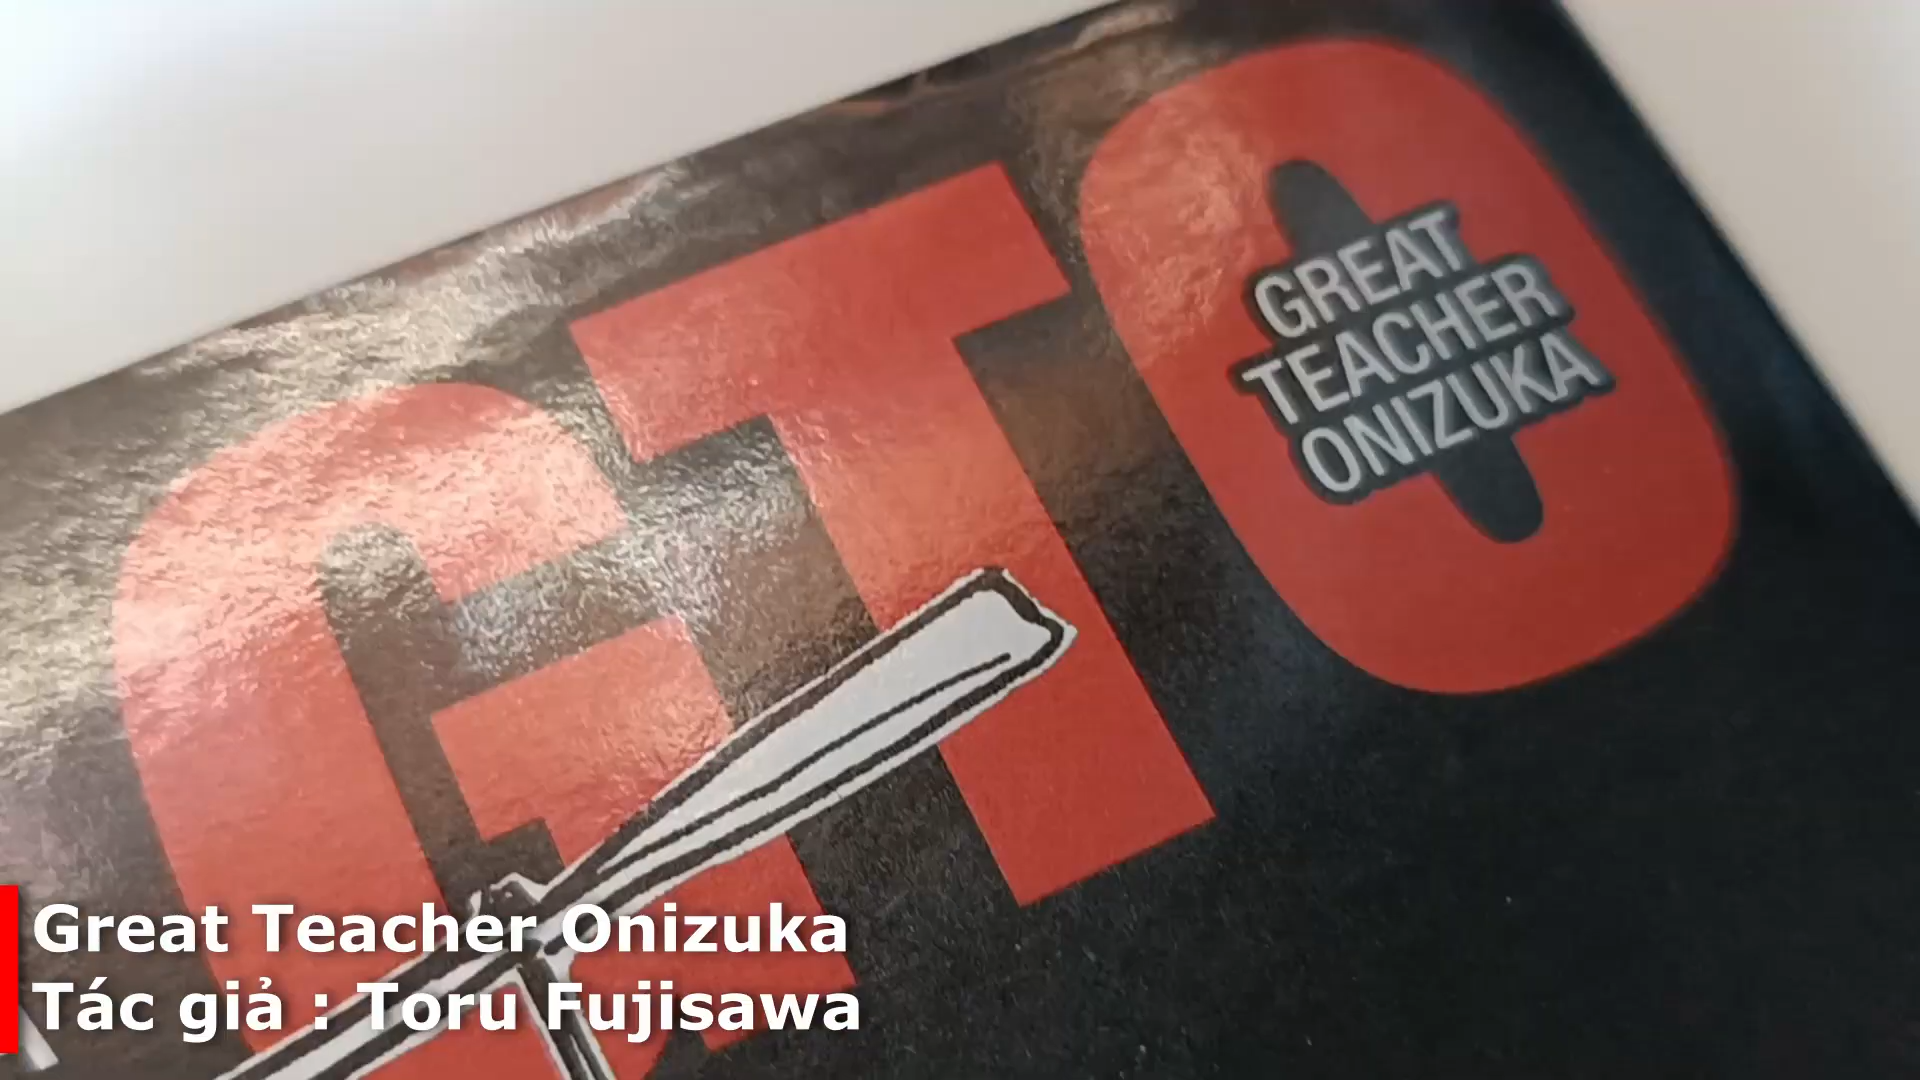 GTO
GREAT
TEACHER
ONIZUKA
Great Teacher Onizuka
Tác giả : Toru Fujisawa